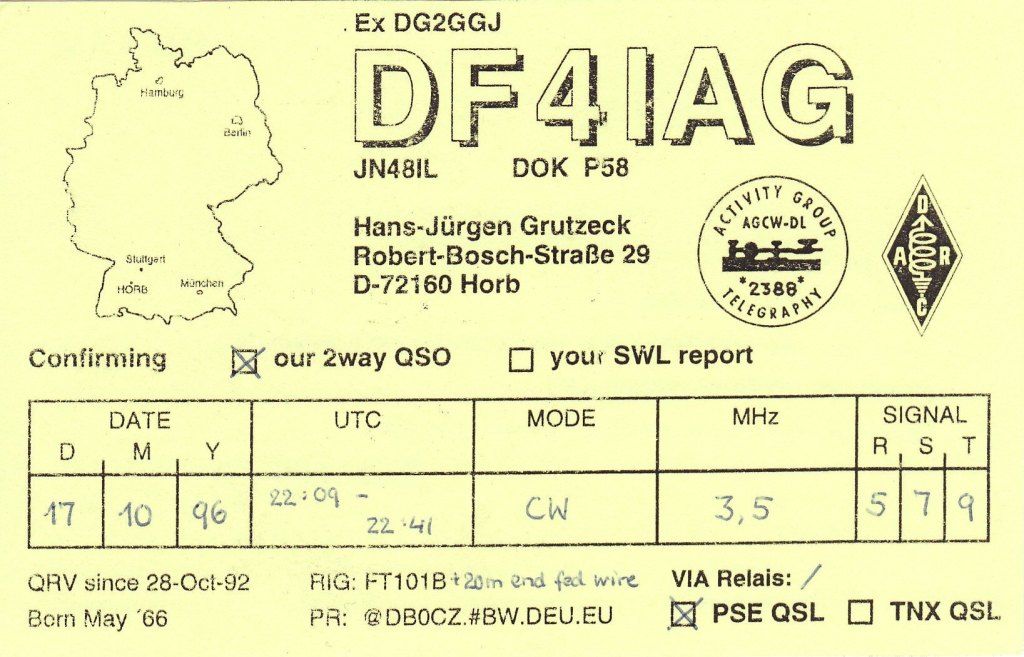 Ex DG2GGJ
DF4IAG
JN48IL DOK P58
Hamburg
Berlin
Stuttgart
HORB
München
Hans-Jürgen Grutzeck
Robert-Bosch-Straße 29
D-72160 Horb
ACTIVITY GROUP
AGCW-DL
*2388*
TELEGRAPHY
D
A R
C
Confirming ☒ our 2way QSO ☐ your SWL report
DATE UTC MODE MHz SIGNAL
D M Y R S T
17 10 96 22:09 - 22:41 CW 3,5 5 7 9
QRV since 28-Oct-92 RIG: FT101B + 20m end fed wire VIA Relais: /
Born May ´66 PR: @DB0CZ.#BW.DEU.EU ☒ PSE QSL ☐ TNX QSL